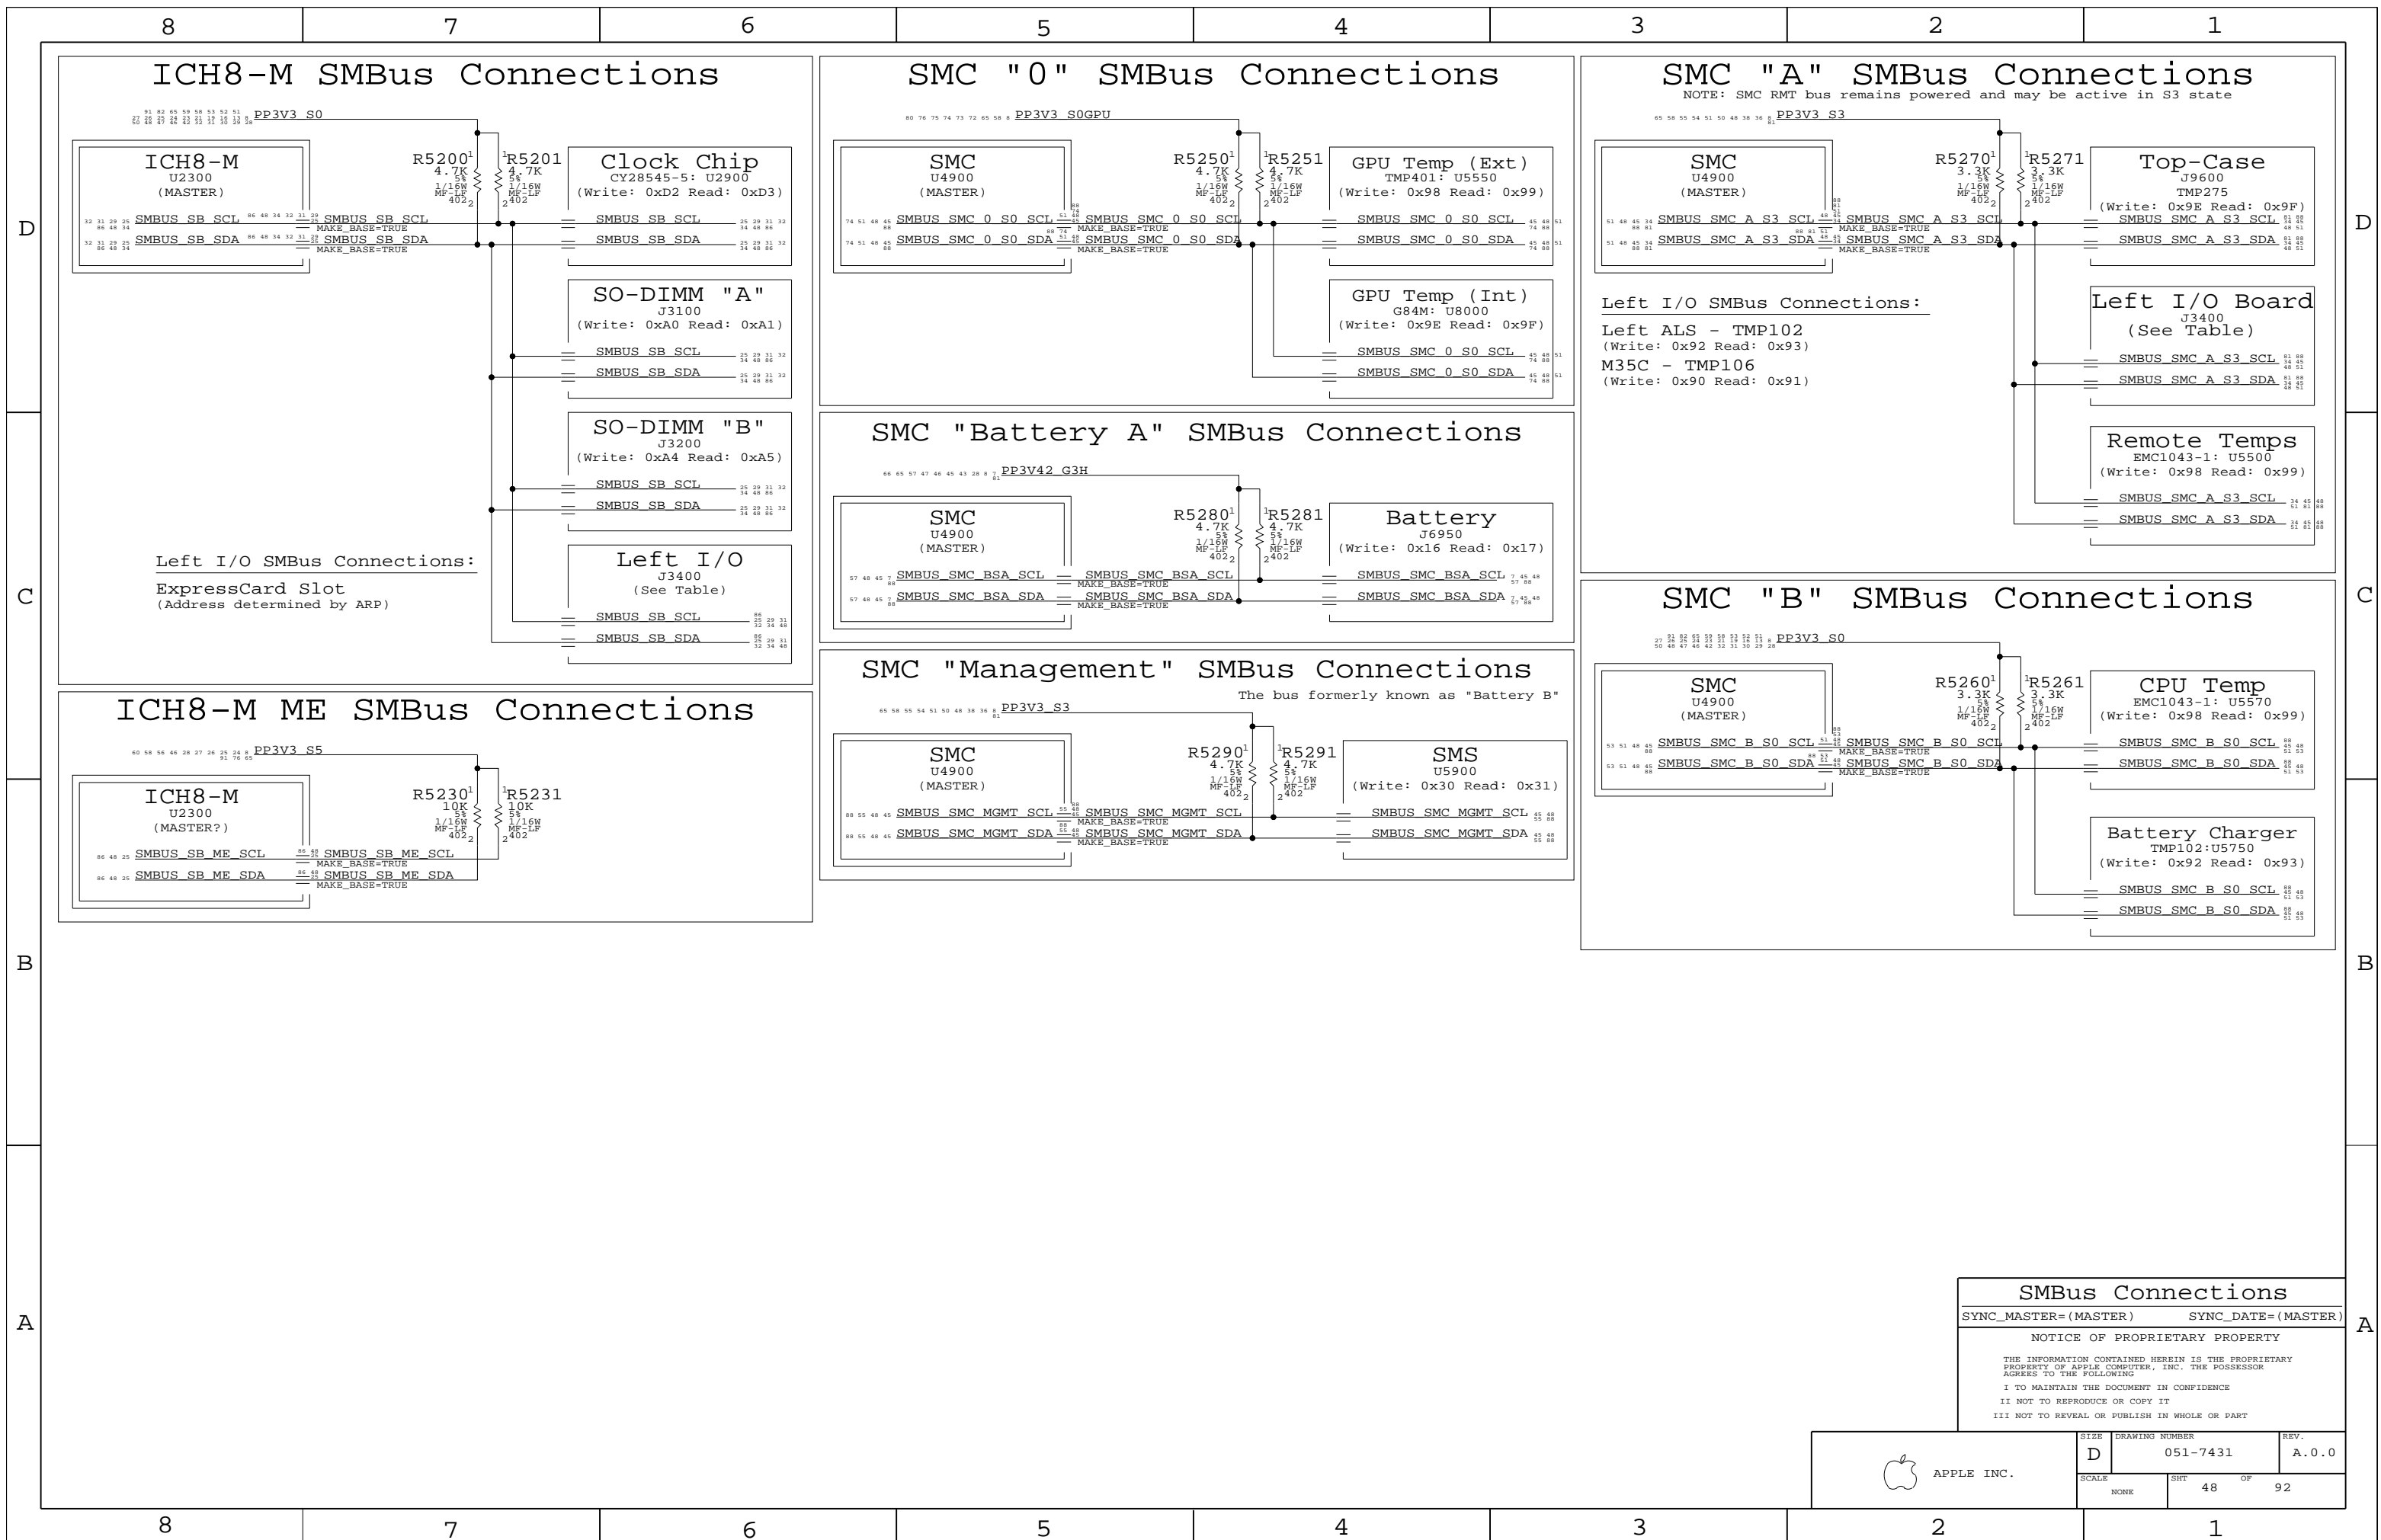 8 7 6 5 4 3 2 1
D
C
B
A
ICH8-M SMBus Connections
PP3V3_S0
ICH8-M
U2300
(MASTER)
R5200
4.7K
5%
1/16W
MF-LF
402
R5201
4.7K
5%
1/16W
MF-LF
402
SMBUS_SB_SCL
SMBUS_SB_SDA
SMBUS_SB_SCL
MAKE_BASE=TRUE
SMBUS_SB_SDA
MAKE_BASE=TRUE
Clock Chip
CY28545-5: U2900
(Write: 0xD2 Read: 0xD3)
SMBUS_SB_SCL
SMBUS_SB_SDA
SO-DIMM "A"
J3100
(Write: 0xA0 Read: 0xA1)
SMBUS_SB_SCL
SMBUS_SB_SDA
SO-DIMM "B"
J3200
(Write: 0xA4 Read: 0xA5)
SMBUS_SB_SCL
SMBUS_SB_SDA
Left I/O
J3400
(See Table)
SMBUS_SB_SCL
SMBUS_SB_SDA
Left I/O SMBus Connections:
ExpressCard Slot
(Address determined by ARP)
ICH8-M ME SMBus Connections
PP3V3_S5
ICH8-M
U2300
(MASTER?)
R5230
10K
5%
1/16W
MF-LF
402
R5231
10K
5%
1/16W
MF-LF
402
SMBUS_SB_ME_SCL
SMBUS_SB_ME_SDA
SMBUS_SB_ME_SCL
MAKE_BASE=TRUE
SMBUS_SB_ME_SDA
MAKE_BASE=TRUE
SMC "0" SMBus Connections
PP3V3_S0GPU
SMC
U4900
(MASTER)
R5250
4.7K
5%
1/16W
MF-LF
402
R5251
4.7K
5%
1/16W
MF-LF
402
SMBUS_SMC_0_S0_SCL
SMBUS_SMC_0_S0_SDA
SMBUS_SMC_0_S0_SCL
MAKE_BASE=TRUE
SMBUS_SMC_0_S0_SDA
MAKE_BASE=TRUE
GPU Temp (Ext)
TMP401: U5550
(Write: 0x98 Read: 0x99)
SMBUS_SMC_0_S0_SCL
SMBUS_SMC_0_S0_SDA
GPU Temp (Int)
G84M: U8000
(Write: 0x9E Read: 0x9F)
SMBUS_SMC_0_S0_SCL
SMBUS_SMC_0_S0_SDA
SMC "Battery A" SMBus Connections
PP3V42_G3H
SMC
U4900
(MASTER)
R5280
4.7K
5%
1/16W
MF-LF
402
R5281
4.7K
5%
1/16W
MF-LF
402
SMBUS_SMC_BSA_SCL
SMBUS_SMC_BSA_SDA
SMBUS_SMC_BSA_SCL
MAKE_BASE=TRUE
SMBUS_SMC_BSA_SDA
MAKE_BASE=TRUE
Battery
J6950
(Write: 0x16 Read: 0x17)
SMBUS_SMC_BSA_SCL
SMBUS_SMC_BSA_SDA
SMC "Management" SMBus Connections
The bus formerly known as "Battery B"
PP3V3_S3
SMC
U4900
(MASTER)
R5290
4.7K
5%
1/16W
MF-LF
402
R5291
4.7K
5%
1/16W
MF-LF
402
SMBUS_SMC_MGMT_SCL
SMBUS_SMC_MGMT_SDA
SMBUS_SMC_MGMT_SCL
MAKE_BASE=TRUE
SMBUS_SMC_MGMT_SDA
MAKE_BASE=TRUE
SMS
U5900
(Write: 0x30 Read: 0x31)
SMBUS_SMC_MGMT_SCL
SMBUS_SMC_MGMT_SDA
SMC "A" SMBus Connections
NOTE: SMC RMT bus remains powered and may be active in S3 state
PP3V3_S3
SMC
U4900
(MASTER)
R5270
3.3K
5%
1/16W
MF-LF
402
R5271
3.3K
5%
1/16W
MF-LF
402
SMBUS_SMC_A_S3_SCL
SMBUS_SMC_A_S3_SDA
SMBUS_SMC_A_S3_SCL
MAKE_BASE=TRUE
SMBUS_SMC_A_S3_SDA
MAKE_BASE=TRUE
Top-Case
J9600
TMP275
(Write: 0x9E Read: 0x9F)
SMBUS_SMC_A_S3_SCL
SMBUS_SMC_A_S3_SDA
Left I/O SMBus Connections:
Left ALS - TMP102
(Write: 0x92 Read: 0x93)
M35C - TMP106
(Write: 0x90 Read: 0x91)
Left I/O Board
J3400
(See Table)
SMBUS_SMC_A_S3_SCL
SMBUS_SMC_A_S3_SDA
Remote Temps
EMC1043-1: U5500
(Write: 0x98 Read: 0x99)
SMBUS_SMC_A_S3_SCL
SMBUS_SMC_A_S3_SDA
SMC "B" SMBus Connections
PP3V3_S0
SMC
U4900
(MASTER)
R5260
3.3K
5%
1/16W
MF-LF
402
R5261
3.3K
5%
1/16W
MF-LF
402
SMBUS_SMC_B_S0_SCL
SMBUS_SMC_B_S0_SDA
SMBUS_SMC_B_S0_SCL
MAKE_BASE=TRUE
SMBUS_SMC_B_S0_SDA
MAKE_BASE=TRUE
CPU Temp
EMC1043-1: U5570
(Write: 0x98 Read: 0x99)
SMBUS_SMC_B_S0_SCL
SMBUS_SMC_B_S0_SDA
Battery Charger
TMP102:U5750
(Write: 0x92 Read: 0x93)
SMBUS_SMC_B_S0_SCL
SMBUS_SMC_B_S0_SDA
SMBus Connections
SYNC_MASTER=(MASTER) SYNC_DATE=(MASTER)
NOTICE OF PROPRIETARY PROPERTY
THE INFORMATION CONTAINED HEREIN IS THE PROPRIETARY
PROPERTY OF APPLE COMPUTER, INC. THE POSSESSOR
AGREES TO THE FOLLOWING
I TO MAINTAIN THE DOCUMENT IN CONFIDENCE
II NOT TO REPRODUCE OR COPY IT
III NOT TO REVEAL OR PUBLISH IN WHOLE OR PART
APPLE INC.
SIZE
D
DRAWING NUMBER
051-7431
REV.
A.0.0
SCALE
NONE
SHT
48
OF
92
D
C
B
A
8 7 6 5 4 3 2 1